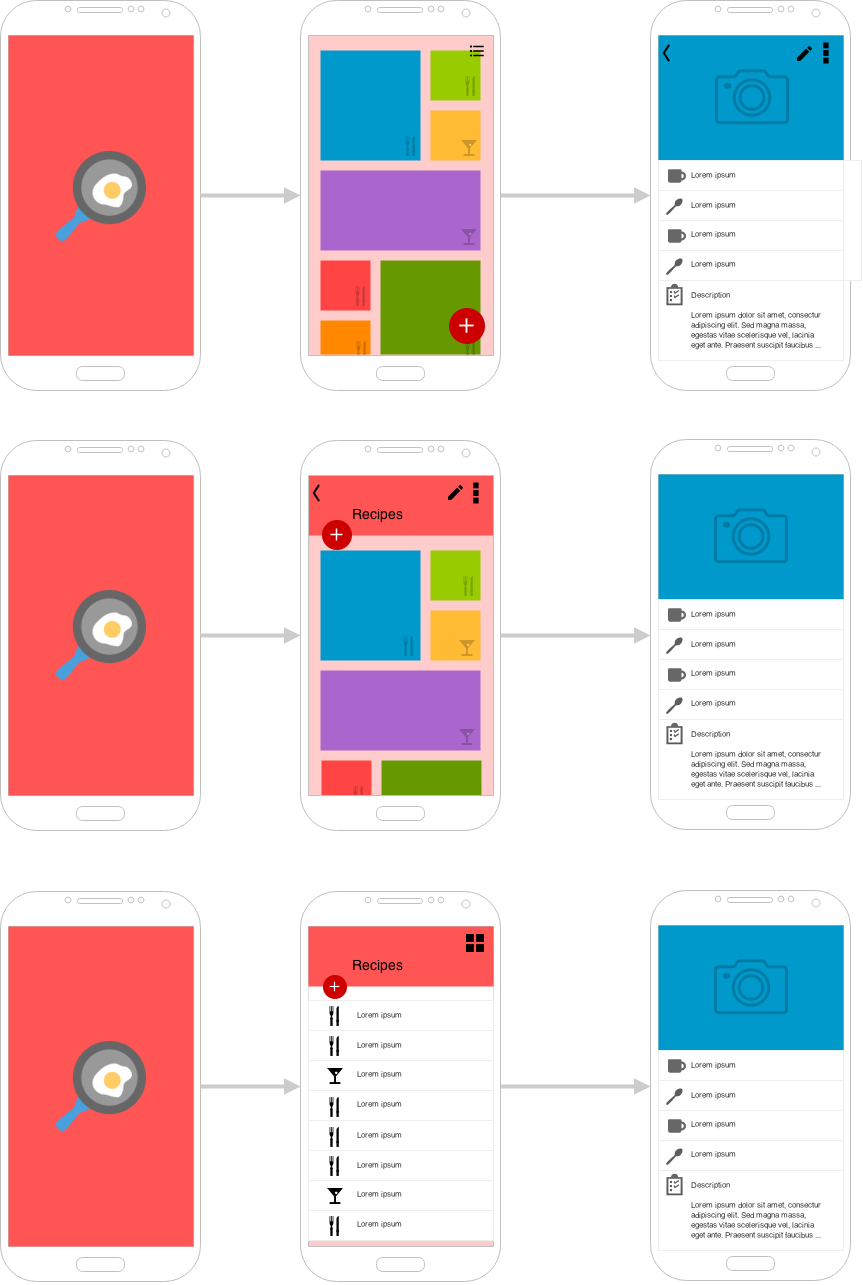 Lorem ipsum
Lorem ipsum
Lorem ipsum
Lorem ipsum
Description
Lorem ipsum dolor sit amet, consectur
adipiscing elit. Sed magna massa,
egestas vitae scelerisque vel, lacinia
eget ante. Praesent suscipit faucibus ...
Recipes
Lorem ipsum
Lorem ipsum
Lorem ipsum
Lorem ipsum
Description
Lorem ipsum dolor sit amet, consectur
adipiscing elit. Sed magna massa,
egestas vitae scelerisque vel, lacinia
eget ante. Praesent suscipit faucibus ...
Recipes
Lorem ipsum
Lorem ipsum
Lorem ipsum
Lorem ipsum
Lorem ipsum
Lorem ipsum
Lorem ipsum
Lorem ipsum
Lorem ipsum
Lorem ipsum
Lorem ipsum
Lorem ipsum
Description
Lorem ipsum dolor sit amet, consectur
adipiscing elit. Sed magna massa,
egestas vitae scelerisque vel, lacinia
eget ante. Praesent suscipit faucibus ...